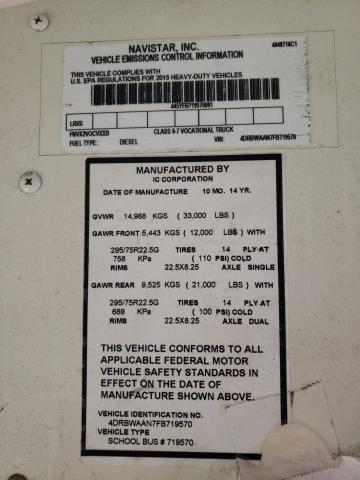 NAVISTAR, INC. 4048716C1
VEHICLE EMISSIONS CONTROL INFORMATION
THIS VEHICLE COMPLIES WITH
U.S. EPA REGULATIONS FOR 2015 HEAVY-DUTY VEHICLES
445YFB719570001
LRRS
FNVX2VOCVXXB CLASS 6-7 VOCATIONAL TRUCK
FUEL TYPE: DIESEL VIN: 4DRBWAAN7FB719570
MANUFACTURED BY
IC CORPORATION
DATE OF MANUFACTURE 10 MO. 14 YR.
GVWR 14,968 KGS ( 33,000 LBS )
GAWR FRONT 5,443 KGS ( 12,000 LBS ) WITH
295/75R22.5G TIRES 14 PLY AT
758 KPa ( 110 PSI) COLD
RIMS 22.5X8.25 AXLE SINGLE
GAWR REAR 9,525 KGS ( 21,000 LBS ) WITH
295/75R22.5G TIRES 14 PLY AT
689 KPa ( 100 PSI) COLD
RIMS 22.5X8.25 AXLE DUAL
THIS VEHICLE CONFORMS TO ALL
APPLICABLE FEDERAL MOTOR
VEHICLE SAFETY STANDARDS IN
EFFECT ON THE DATE OF
MANUFACTURE SHOWN ABOVE.
VEHICLE IDENTIFICATION NO.
4DRBWAAN7FB719570
VEHICLE TYPE
SCHOOL BUS # 719570